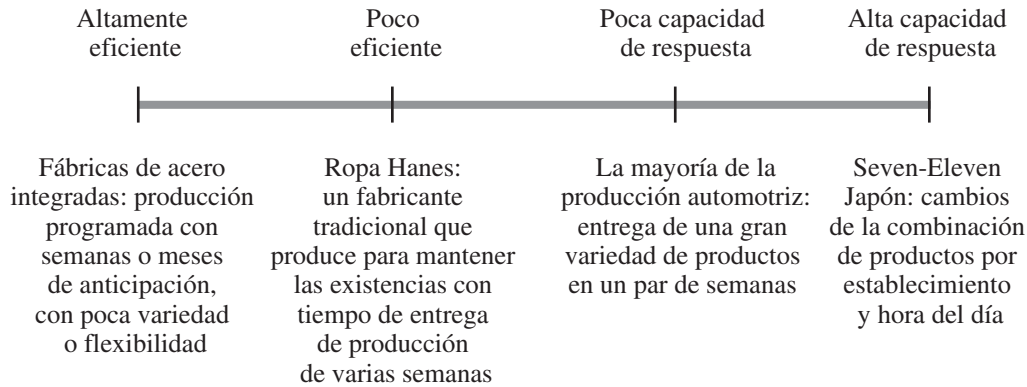 Altamente
eficiente
Poco
eficiente
Poca capacidad
de respuesta
Alta capacidad
de respuesta
Fábricas de acero
integradas: producción
programada con
semanas o meses
de anticipación,
con poca variedad
o flexibilidad
Ropa Hanes:
un fabricante
tradicional que
produce para mantener
las existencias con
tiempo de entrega
de producción
de varias semanas
La mayoría de la
producción automotriz:
entrega de una gran
variedad de productos
en un par de semanas
Seven-Eleven
Japón: cambios
de la combinación
de productos por
establecimiento
y hora del día